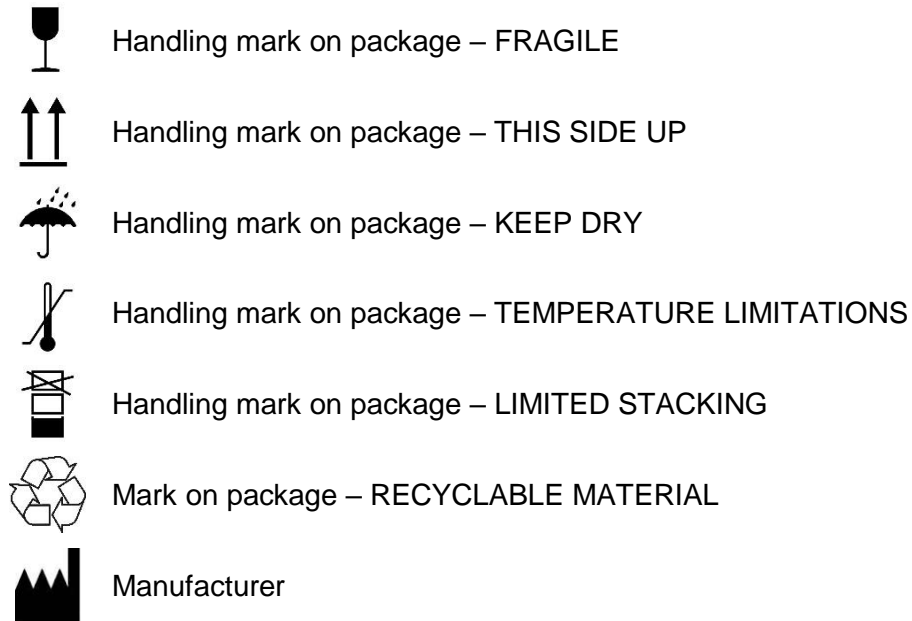 Handling mark on package – FRAGILE
Handling mark on package – THIS SIDE UP
Handling mark on package – KEEP DRY
Handling mark on package – TEMPERATURE LIMITATIONS
Handling mark on package – LIMITED STACKING
Mark on package – RECYCLABLE MATERIAL
Manufacturer